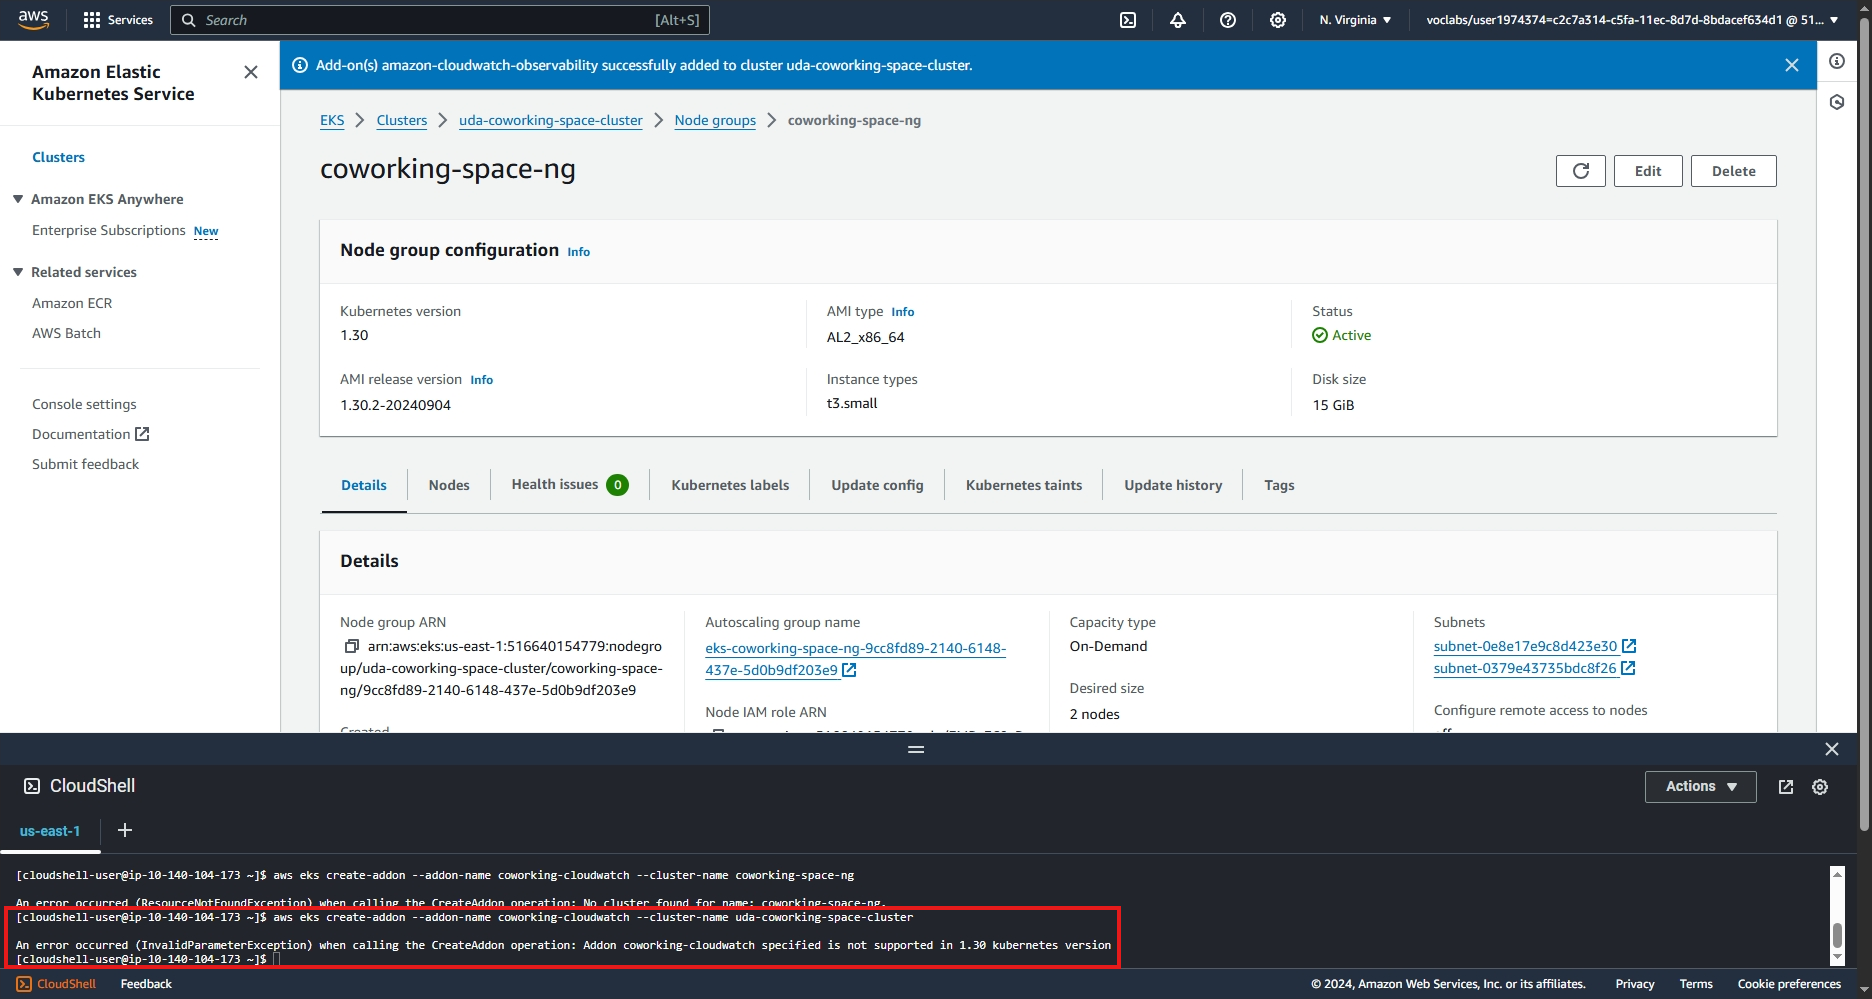 aws
Services
Search
[Alt+S]
N. Virginia
voclabs/user1974374=c2c7a314-c5fa-11ec-8d7d-8bdacef634d1 @ 51...
Amazon Elastic
Kubernetes Service
Clusters
Amazon EKS Anywhere
Enterprise Subscriptions New
Related services
Amazon ECR
AWS Batch
Console settings
Documentation
Submit feedback
Add-on(s) amazon-cloudwatch-observability successfully added to cluster uda-coworking-space-cluster.
EKS > Clusters > uda-coworking-space-cluster > Node groups > coworking-space-ng
coworking-space-ng
Edit
Delete
Node group configuration Info
Kubernetes version
1.30
AMI type Info
AL2_x86_64
Status
Active
AMI release version Info
1.30.2-20240904
Instance types
t3.small
Disk size
15 GiB
Details
Nodes
Health issues 0
Kubernetes labels
Update config
Kubernetes taints
Update history
Tags
Details
Node group ARN
arn:aws:eks:us-east-1:516640154779:nodegro
up/uda-coworking-space-cluster/coworking-space-
ng/9cc8fd89-2140-6148-437e-5d0b9df203e9
Created
Autoscaling group name
eks-coworking-space-ng-9cc8fd89-2140-6148-
437e-5d0b9df203e9
Node IAM role ARN
Capacity type
On-Demand
Desired size
2 nodes
Subnets
subnet-0e8e17e9c8d423e30
subnet-0379e43735bdc8f26
Configure remote access to nodes
CloudShell
Actions
us-east-1
[cloudshell-user@ip-10-140-104-173 ~]$ aws eks create-addon --addon-name coworking-cloudwatch --cluster-name coworking-space-ng
An error occurred (ResourceNotFoundException) when calling the CreateAddon operation: No cluster found for name: coworking-space-ng.
[cloudshell-user@ip-10-140-104-173 ~]$ aws eks create-addon --addon-name coworking-cloudwatch --cluster-name uda-coworking-space-cluster
An error occurred (InvalidParameterException) when calling the CreateAddon operation: Addon coworking-cloudwatch specified is not supported in 1.30 kubernetes version
[cloudshell-user@ip-10-140-104-173 ~]$
CloudShell
Feedback
© 2024, Amazon Web Services, Inc. or its affiliates.
Privacy
Terms
Cookie preferences